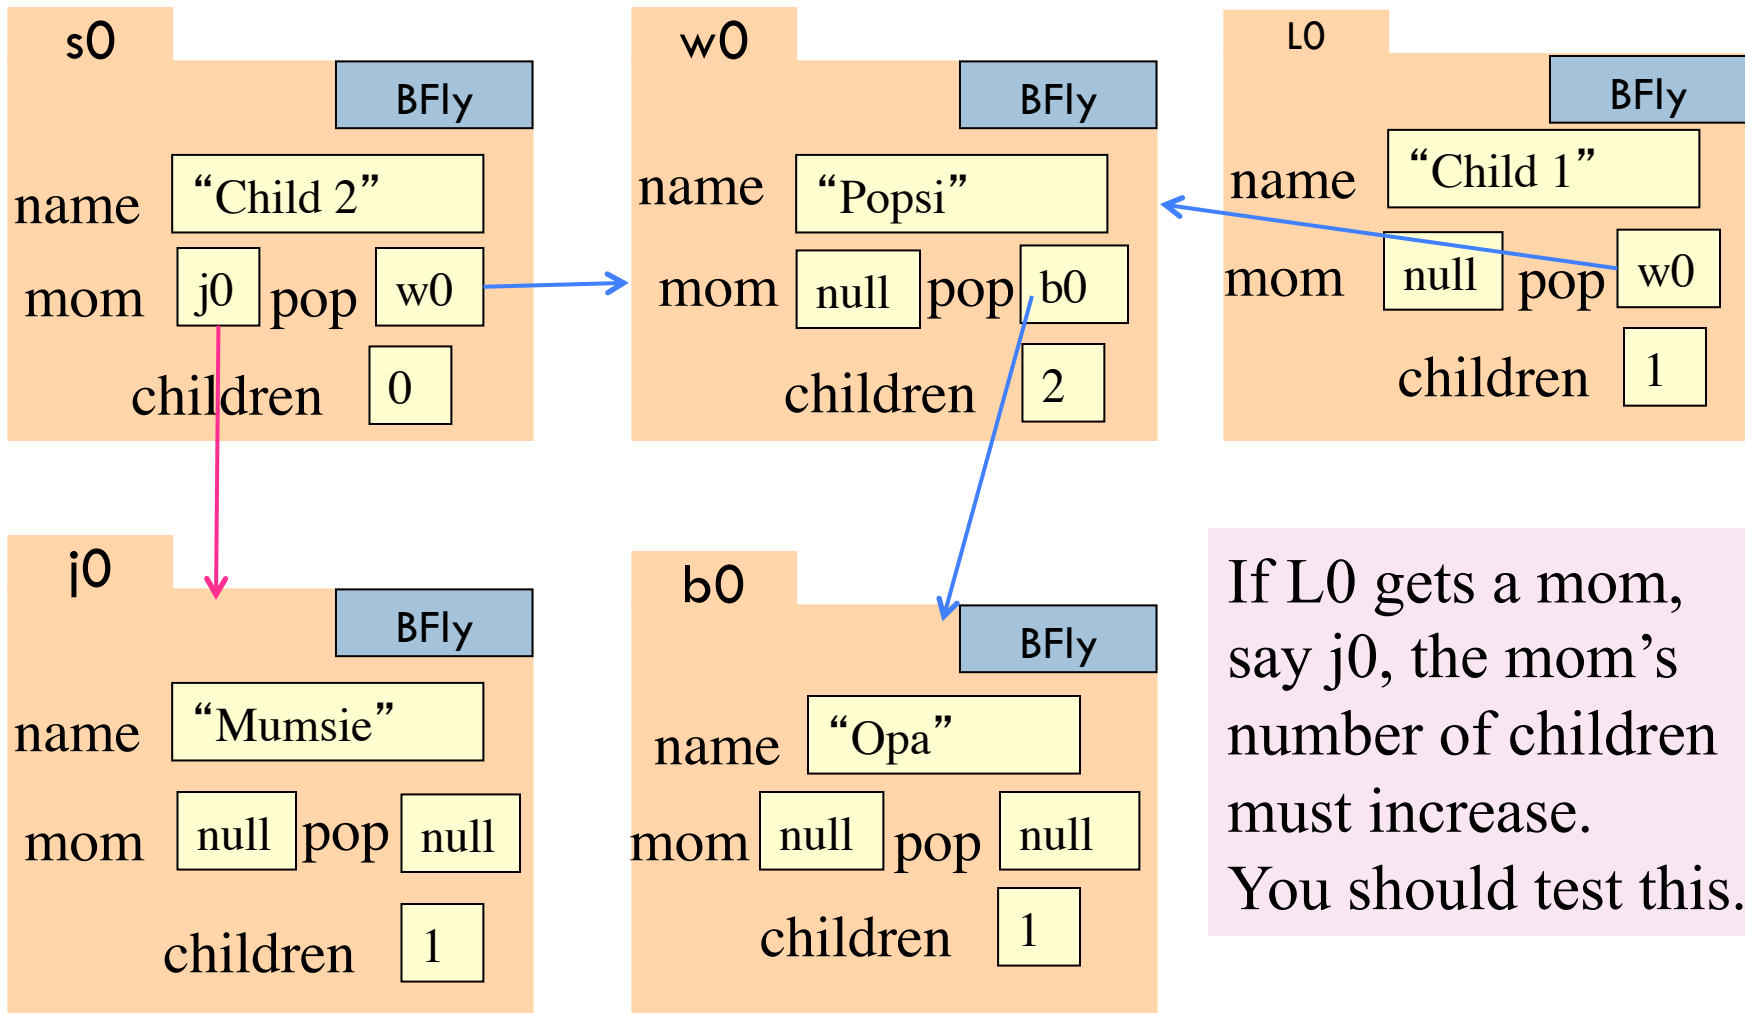 s0
BFly
name “Child 2”
mom j0 pop w0
children 0
w0
BFly
name “Popsi”
mom null pop b0
children 2
L0
BFly
name “Child 1”
mom null pop w0
children 1
j0
BFly
name “Mumsie”
mom null pop null
children 1
b0
BFly
name “Opa”
mom null pop null
children 1
If L0 gets a mom,
say j0, the mom’s
number of children
must increase.
You should test this.